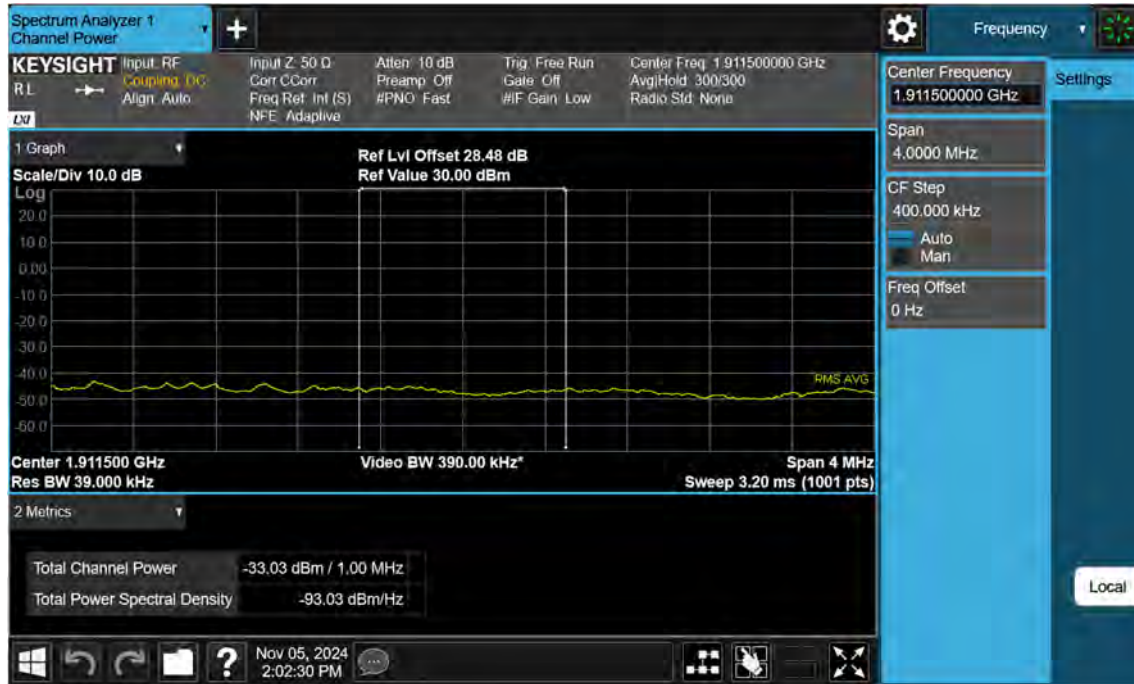 Spectrum Analyzer 1
Channel Power
+
Frequency
KEYSIGHT
RL
LXI
Input: RF
Coupling: DC
Align: Auto
Input Z: 50 Ω
Corr CCorr
Freq Ref: Int (S)
NFE: Adaptive
Atten: 10 dB
Preamp: Off
#PNO: Fast
Trig: Free Run
Gate: Off
#IF Gain: Low
Center Freq: 1.911500000 GHz
Avg|Hold: 300/300
Radio Std: None
Center Frequency
1.911500000 GHz
Settings
Span
4.0000 MHz
CF Step
400.000 kHz
Auto
Man
Freq Offset
0 Hz
1 Graph
Scale/Div 10.0 dB
Ref Lvl Offset 28.48 dB
Ref Value 30.00 dBm
Log
20.0
10.0
0.00
-10.0
-20.0
-30.0
-40.0
-50.0
-60.0
RMS AVG
Center 1.911500 GHz
Res BW 39.000 kHz
Video BW 390.00 kHz*
Span 4 MHz
Sweep 3.20 ms (1001 pts)
2 Metrics
Total Channel Power -33.03 dBm / 1.00 MHz
Total Power Spectral Density -93.03 dBm/Hz
Local
?
Nov 05, 2024
2:02:30 PM